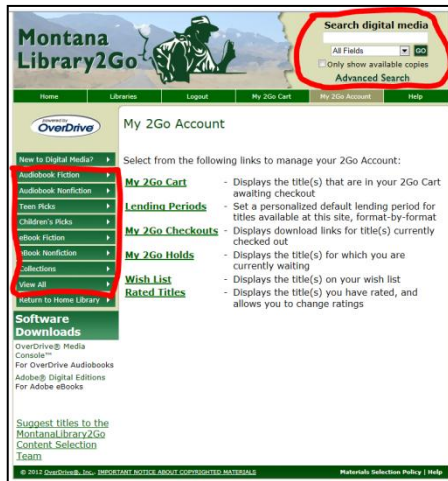 Montana
Library2Go
Search digital media
All Fields
GO
Only show available copies
Advanced Search
Home
Libraries
Logout
My 2Go Cart
My 2Go Account
Help
powered by
OverDrive
New to Digital Media?
Audiobook Fiction
Audiobook Nonfiction
Teen Picks
Children's Picks
eBook Fiction
eBook Nonfiction
Collections
View All
Return to Home Library
Software
Downloads
OverDrive® Media
Console™
For OverDrive Audiobooks
Adobe® Digital Editions
For Adobe eBooks
Suggest titles to the
MontanaLibrary2Go
Content Selection
Team
My 2Go Account
Select from the following links to manage your 2Go Account:
My 2Go Cart - Displays the title(s) that are in your 2Go Cart
awaiting checkout
Lending Periods - Set a personalized default lending period for
titles available at this site, format-by-format
My 2Go Checkouts - Displays download links for title(s) currently
checked out
My 2Go Holds - Displays the title(s) for which you are
currently waiting
Wish List - Displays the title(s) on your wish list
Rated Titles - Displays the title(s) you have rated, and
allows you to change ratings
© 2012 OverDrive®, Inc. IMPORTANT NOTICE ABOUT COPYRIGHTED MATERIALS
Materials Selection Policy | Help